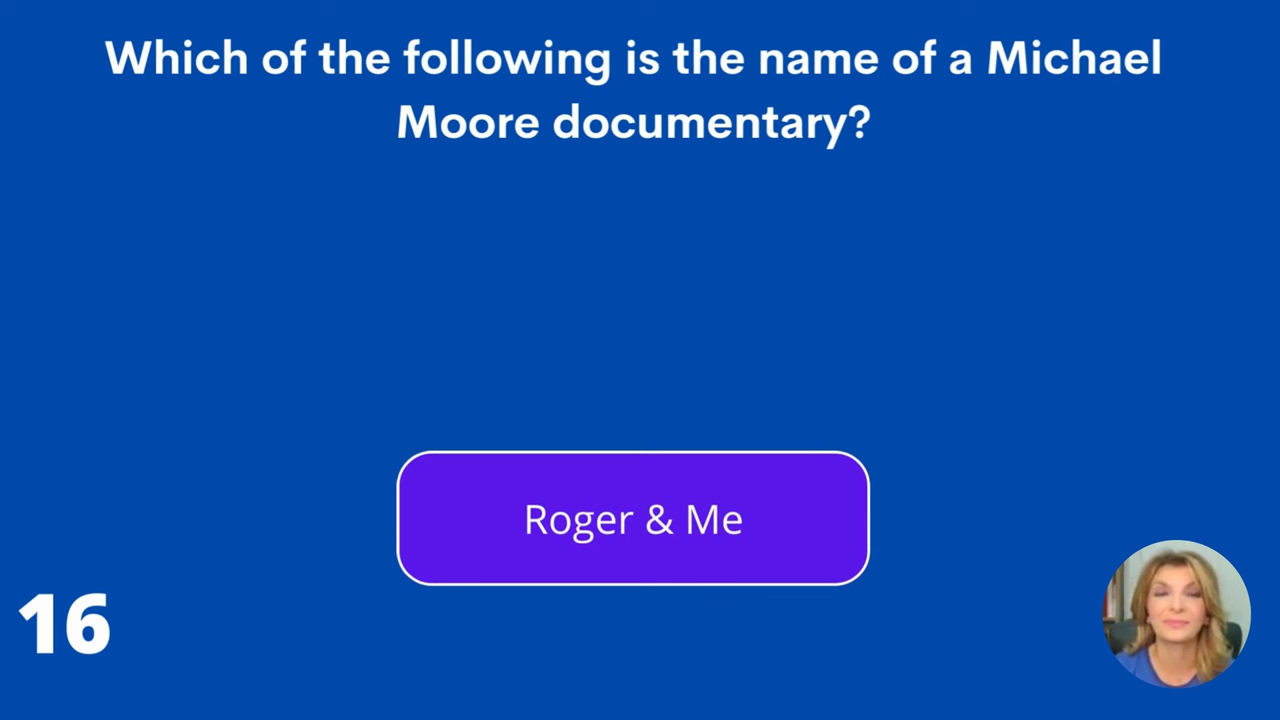 Which of the following is the name of a Michael
Moore documentary?
Roger & Me
16